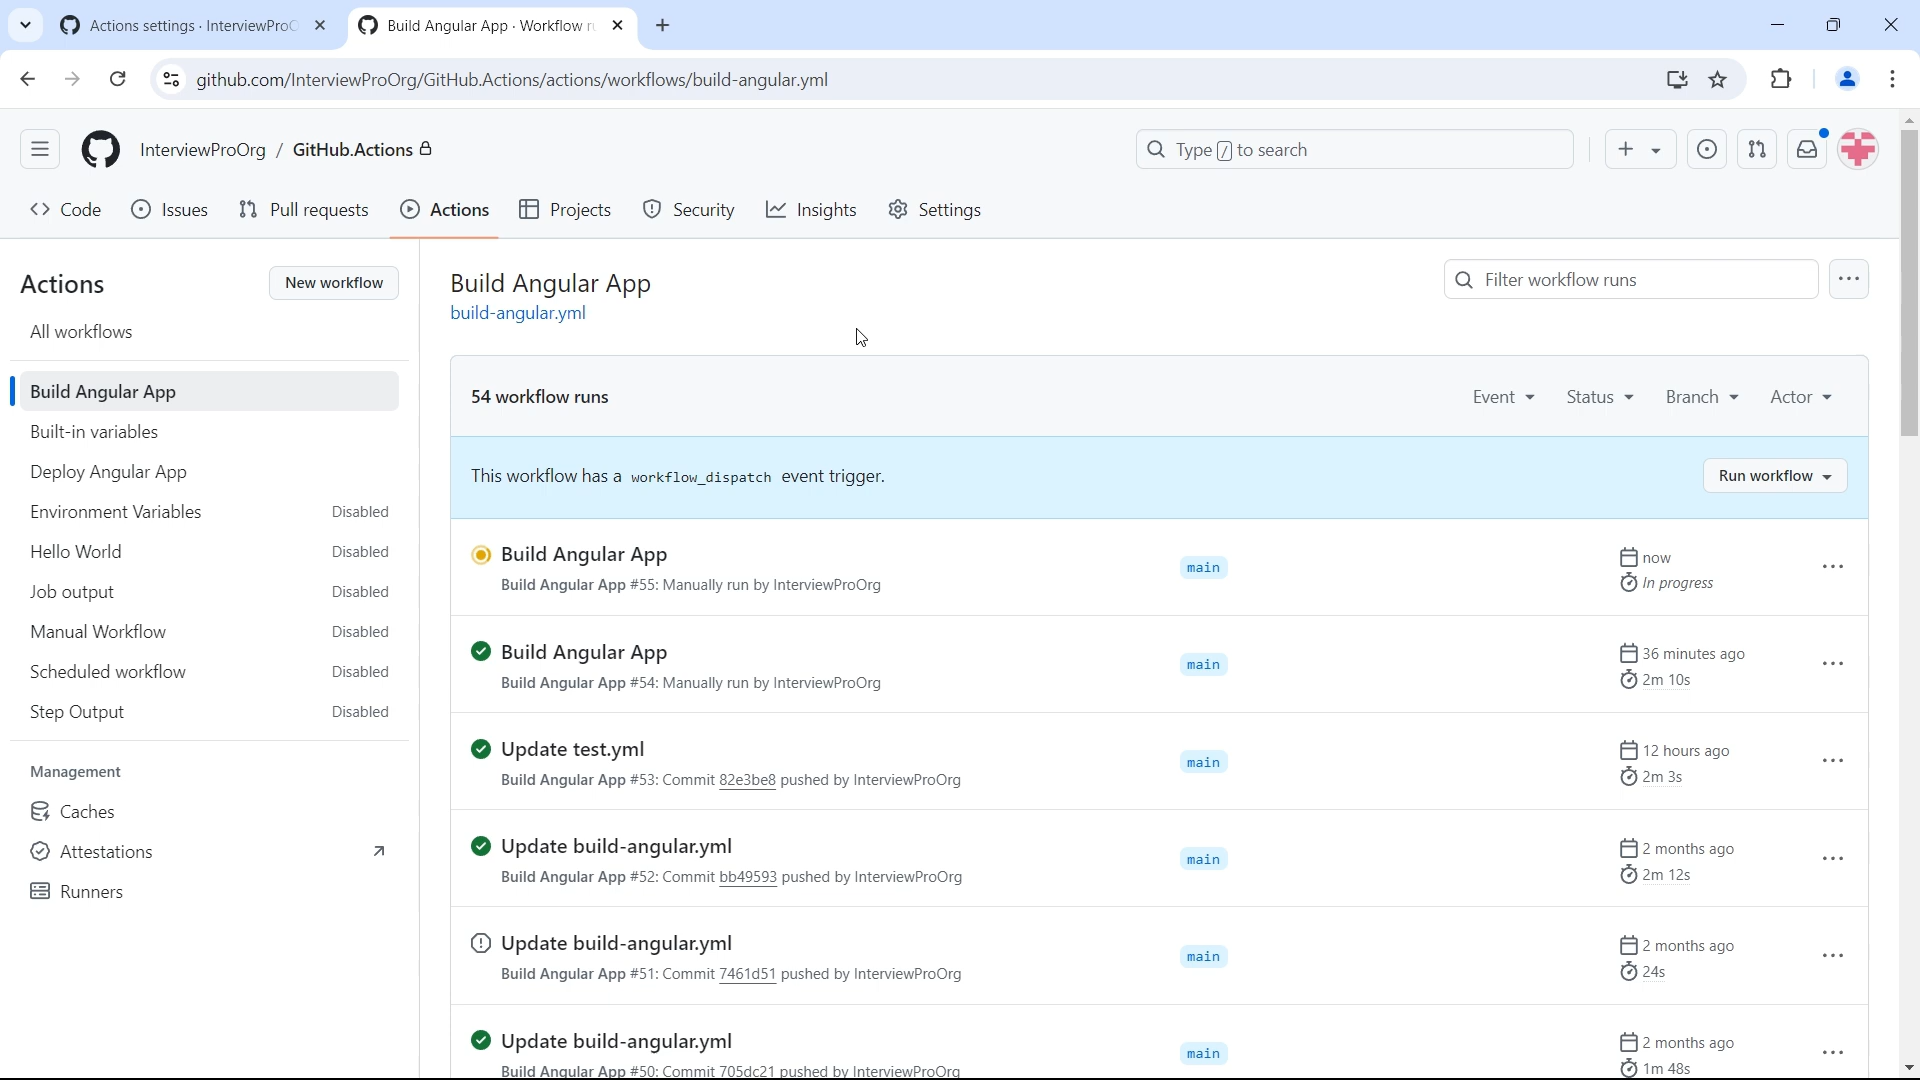 Actions settings · InterviewProO
Build Angular App · Workflow ru
github.com/InterviewProOrg/GitHub.Actions/actions/workflows/build-angular.yml
InterviewProOrg / GitHub.Actions
Type / to search
Code
Issues
Pull requests
Actions
Projects
Security
Insights
Settings
Actions
New workflow
All workflows
Build Angular App
Built-in variables
Deploy Angular App
Environment Variables Disabled
Hello World Disabled
Job output Disabled
Manual Workflow Disabled
Scheduled workflow Disabled
Step Output Disabled
Management
Caches
Attestations
Runners
Build Angular App
build-angular.yml
Filter workflow runs
54 workflow runs
Event
Status
Branch
Actor
This workflow has a workflow_dispatch event trigger.
Run workflow
Build Angular App
Build Angular App #55: Manually run by InterviewProOrg
main
now
In progress
Build Angular App
Build Angular App #54: Manually run by InterviewProOrg
main
36 minutes ago
2m 10s
Update test.yml
Build Angular App #53: Commit 82e3be8 pushed by InterviewProOrg
main
12 hours ago
2m 3s
Update build-angular.yml
Build Angular App #52: Commit bb49593 pushed by InterviewProOrg
main
2 months ago
2m 12s
Update build-angular.yml
Build Angular App #51: Commit 7461d51 pushed by InterviewProOrg
main
2 months ago
24s
Update build-angular.yml
Build Angular App #50: Commit 705dc21 pushed by InterviewProOrg
main
2 months ago
1m 48s